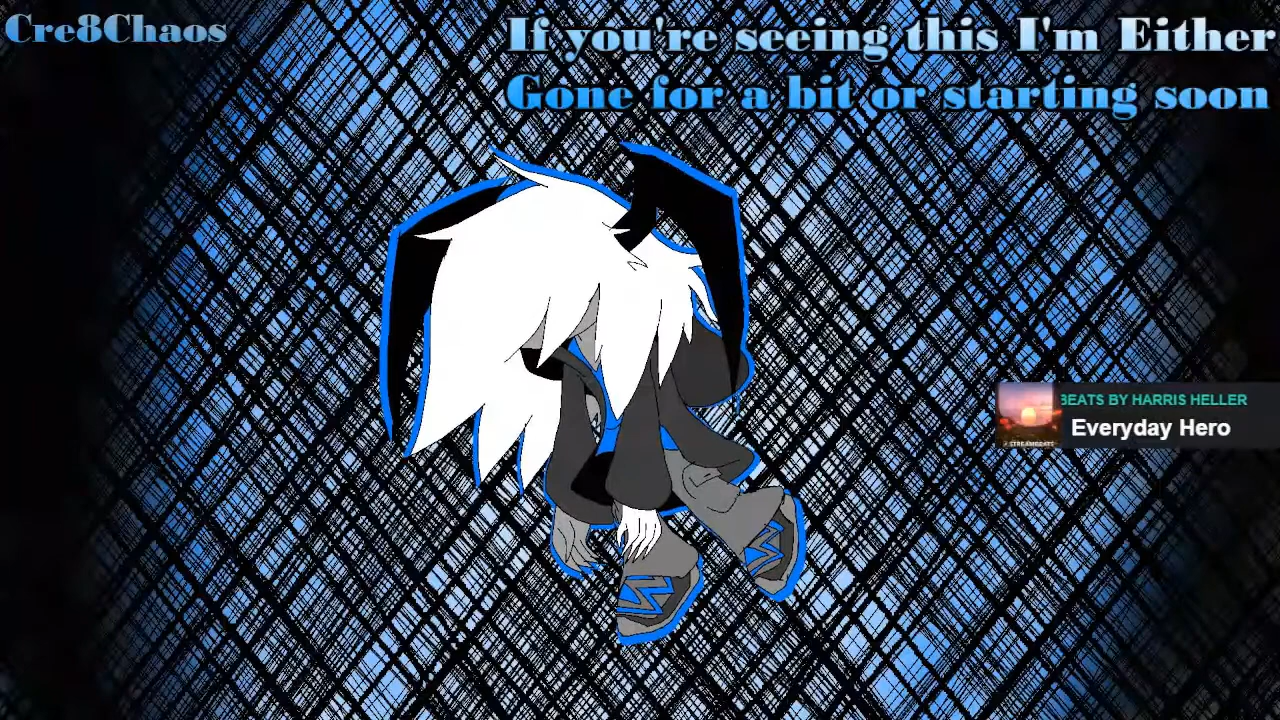 Cre8Chaos
If you're seeing this I'm Either
Gone for a bit or starting soon
BEATS BY HARRIS HELLER
Everyday Hero
STREAMBEATS